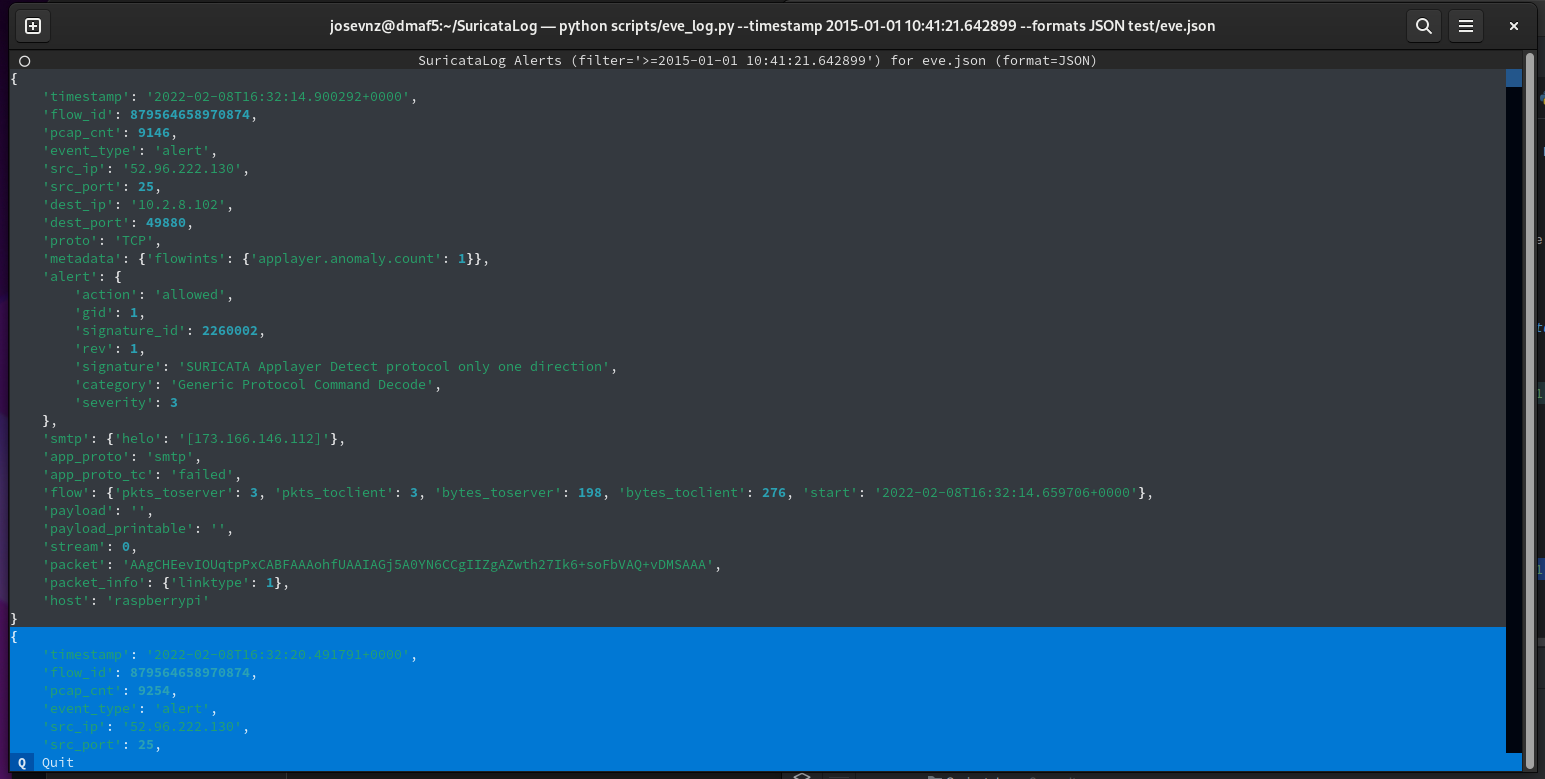 josevnz@dmaf5:~/SuricataLog — python scripts/eve_log.py --timestamp 2015-01-01 10:41:21.642899 --formats JSON test/eve.json
SuricataLog Alerts (filter='>=2015-01-01 10:41:21.642899') for eve.json (format=JSON)
{
    'timestamp': '2022-02-08T16:32:14.900292+0000',
    'flow_id': 879564658970874,
    'pcap_cnt': 9146,
    'event_type': 'alert',
    'src_ip': '52.96.222.130',
    'src_port': 25,
    'dest_ip': '10.2.8.102',
    'dest_port': 49880,
    'proto': 'TCP',
    'metadata': {'flowints': {'applayer.anomaly.count': 1}},
    'alert': {
        'action': 'allowed',
        'gid': 1,
        'signature_id': 2260002,
        'rev': 1,
        'signature': 'SURICATA Applayer Detect protocol only one direction',
        'category': 'Generic Protocol Command Decode',
        'severity': 3
    },
    'smtp': {'helo': '[173.166.146.112]'},
    'app_proto': 'smtp',
    'app_proto_tc': 'failed',
    'flow': {'pkts_toserver': 3, 'pkts_toclient': 3, 'bytes_toserver': 198, 'bytes_toclient': 276, 'start': '2022-02-08T16:32:14.659706+0000'},
    'payload': '',
    'payload_printable': '',
    'stream': 0,
    'packet': 'AAgCHEevIOUqtpPxCABFAAAohfUAAIAGj5A0YN6CCgIIZgAZwth27Ik6+soFbVAQ+vDMSAAA',
    'packet_info': {'linktype': 1},
    'host': 'raspberrypi'
}
{
    'timestamp': '2022-02-08T16:32:20.491791+0000',
    'flow_id': 879564658970874,
    'pcap_cnt': 9254,
    'event_type': 'alert',
    'src_ip': '52.96.222.130',
    'src_port': 25,
Q Quit